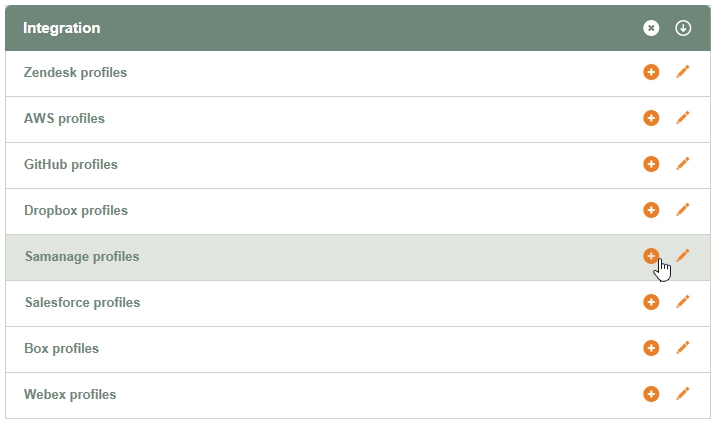 Integration
Zendesk profiles
AWS profiles
GitHub profiles
Dropbox profiles
Samanage profiles
Salesforce profiles
Box profiles
Webex profiles